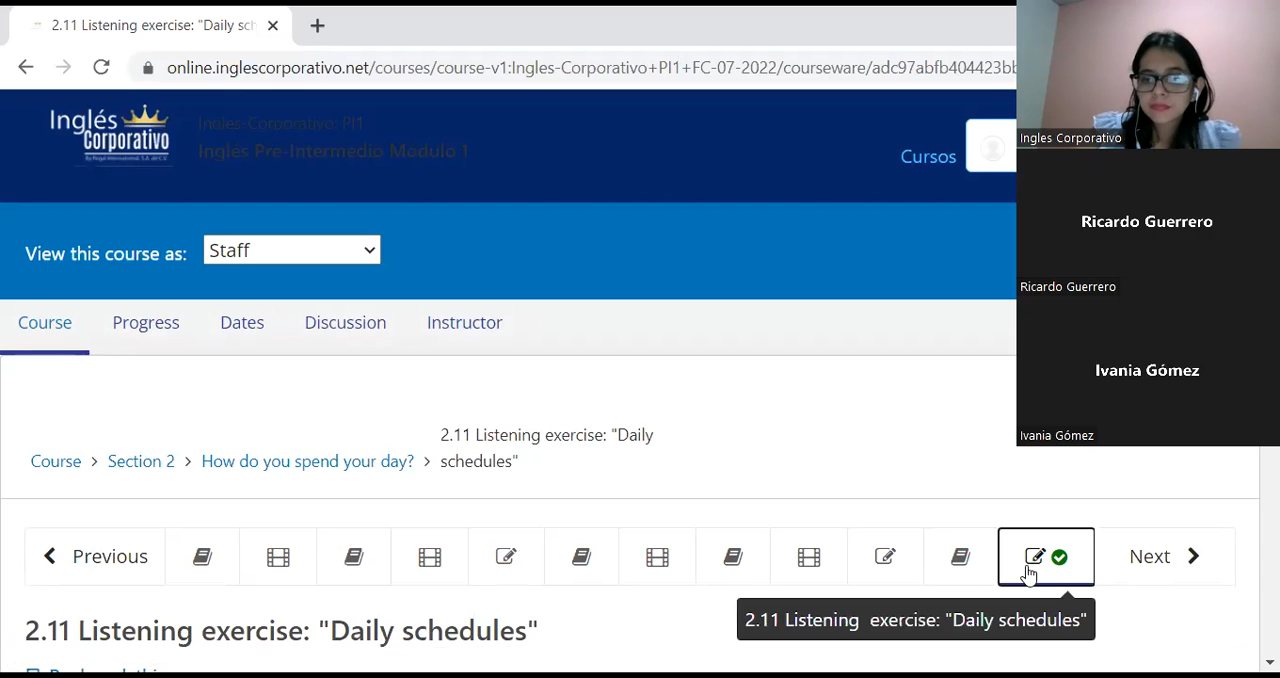 2.11 Listening exercise: "Daily sch
online.inglescorporativo.net/courses/course-v1:Ingles-Corporativo+PI1+FC-07-2022/courseware/adc97abfb404423bb
Inglés
Corporativo
Ingles-Corporativo: PI1
Inglés Pre-Intermedio Modulo 1
Cursos
View this course as:
Staff
Course
Progress
Dates
Discussion
Instructor
Course > Section 2 > How do you spend your day? > 2.11 Listening exercise: "Daily
schedules"
Previous
Next
2.11 Listening exercise: "Daily schedules"
2.11 Listening exercise: "Daily schedules"
Ingles Corporativo
Ricardo Guerrero
Ricardo Guerrero
Ivania Gómez
Ivania Gómez